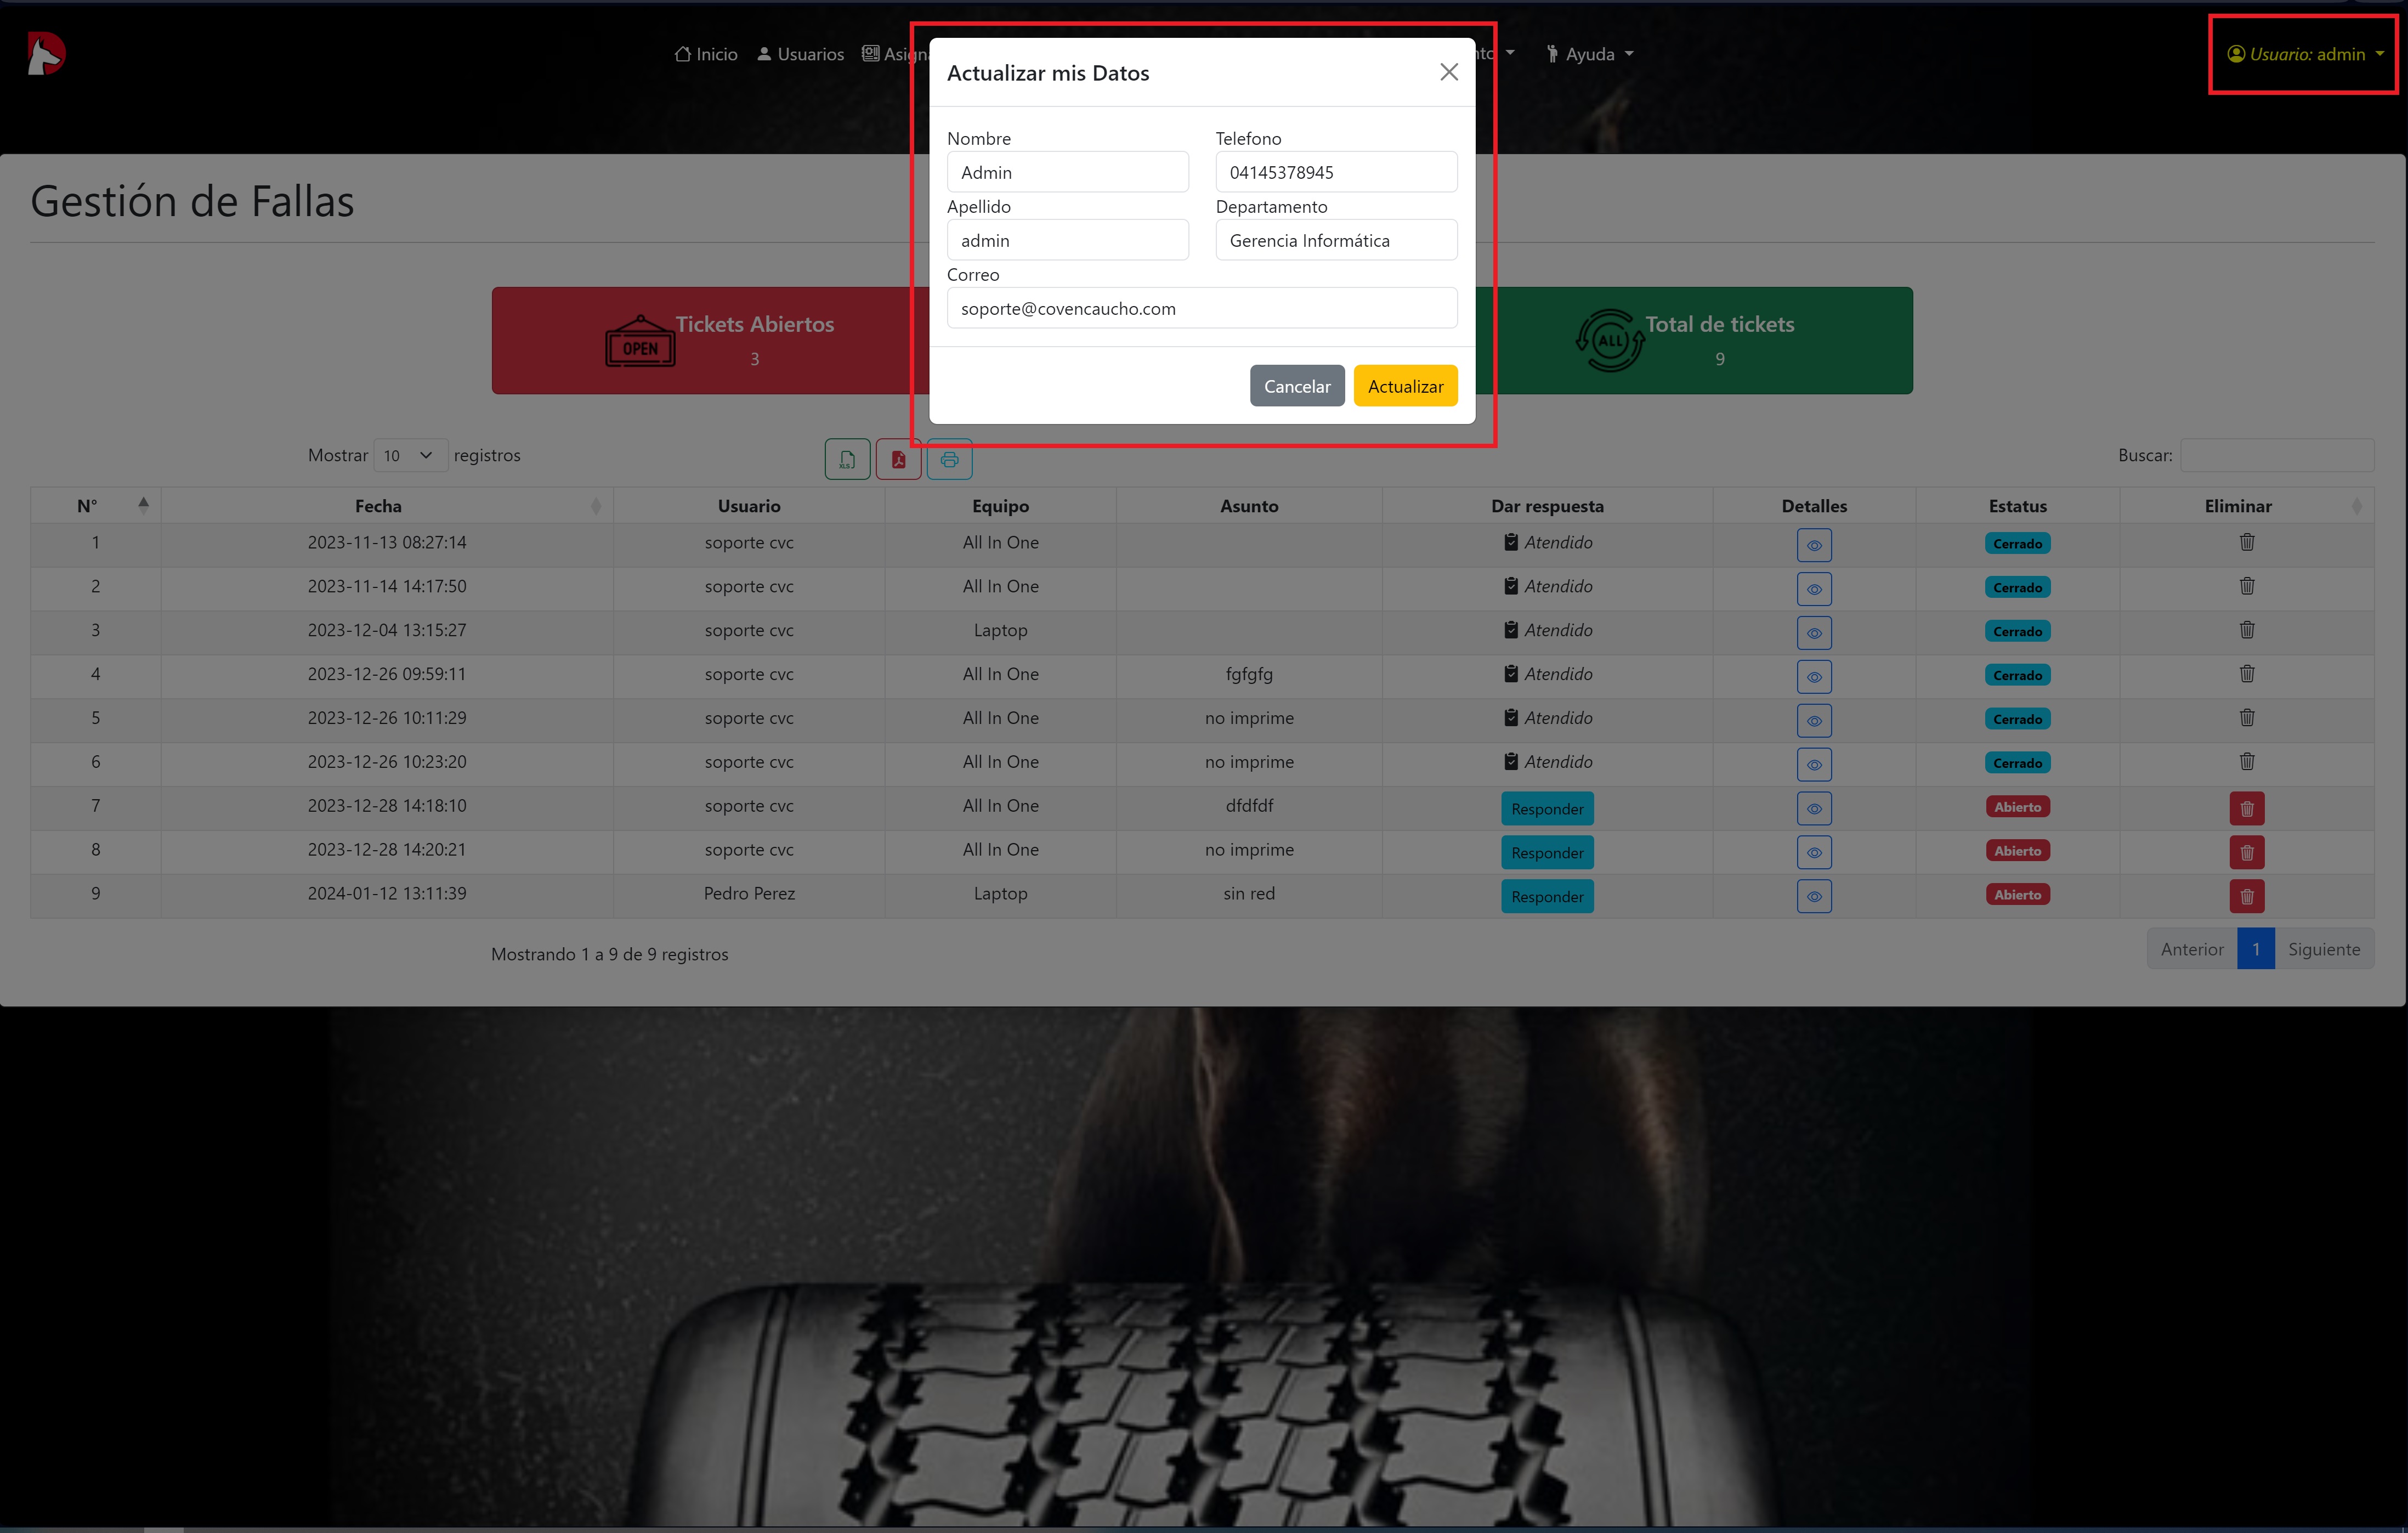 Inicio Usuarios Ayuda Usuario: admin
Actualizar mis Datos
Nombre Telefono
Admin 04145378945
Apellido Departamento
admin Gerencia Informática
Correo
soporte@covencaucho.com
Cancelar Actualizar
Gestión de Fallas
OPEN Tickets Abiertos
3
ALL Total de tickets
9
Mostrar 10 registros XLS Buscar:
N° Fecha Usuario Equipo Asunto Dar respuesta Detalles Estatus Eliminar
1 2023-11-13 08:27:14 soporte cvc All In One Atendido Cerrado
2 2023-11-14 14:17:50 soporte cvc All In One Atendido Cerrado
3 2023-12-04 13:15:27 soporte cvc Laptop Atendido Cerrado
4 2023-12-26 09:59:11 soporte cvc All In One fgfgfg Atendido Cerrado
5 2023-12-26 10:11:29 soporte cvc All In One no imprime Atendido Cerrado
6 2023-12-26 10:23:20 soporte cvc All In One no imprime Atendido Cerrado
7 2023-12-28 14:18:10 soporte cvc All In One dfdfdf Responder Abierto
8 2023-12-28 14:20:21 soporte cvc All In One no imprime Responder Abierto
9 2024-01-12 13:11:39 Pedro Perez Laptop sin red Responder Abierto
Mostrando 1 a 9 de 9 registros Anterior 1 Siguiente